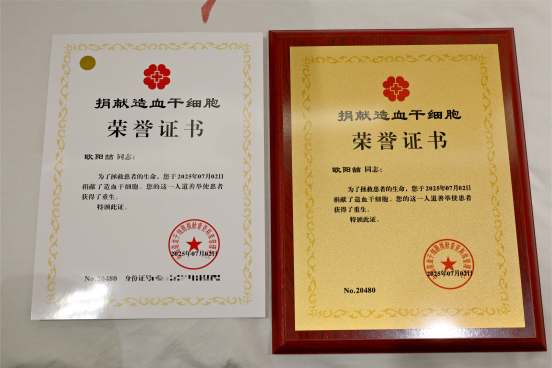 捐献造血干细胞
荣誉证书
欧阳喆 同志：
为了拯救患者的生命，您于2025年07月02日
捐献了造血干细胞。您的这一人道善举使患者
获得了重生。
特颁此证。
2025年07月02日
No.20480 身份证号
捐献造血干细胞
荣誉证书
欧阳喆 同志：
为了拯救患者的生命，您于2025年07月02日
捐献了造血干细胞。您的这一人道善举使患者
获得了重生。
特颁此证。
2025年07月02日
No.20480